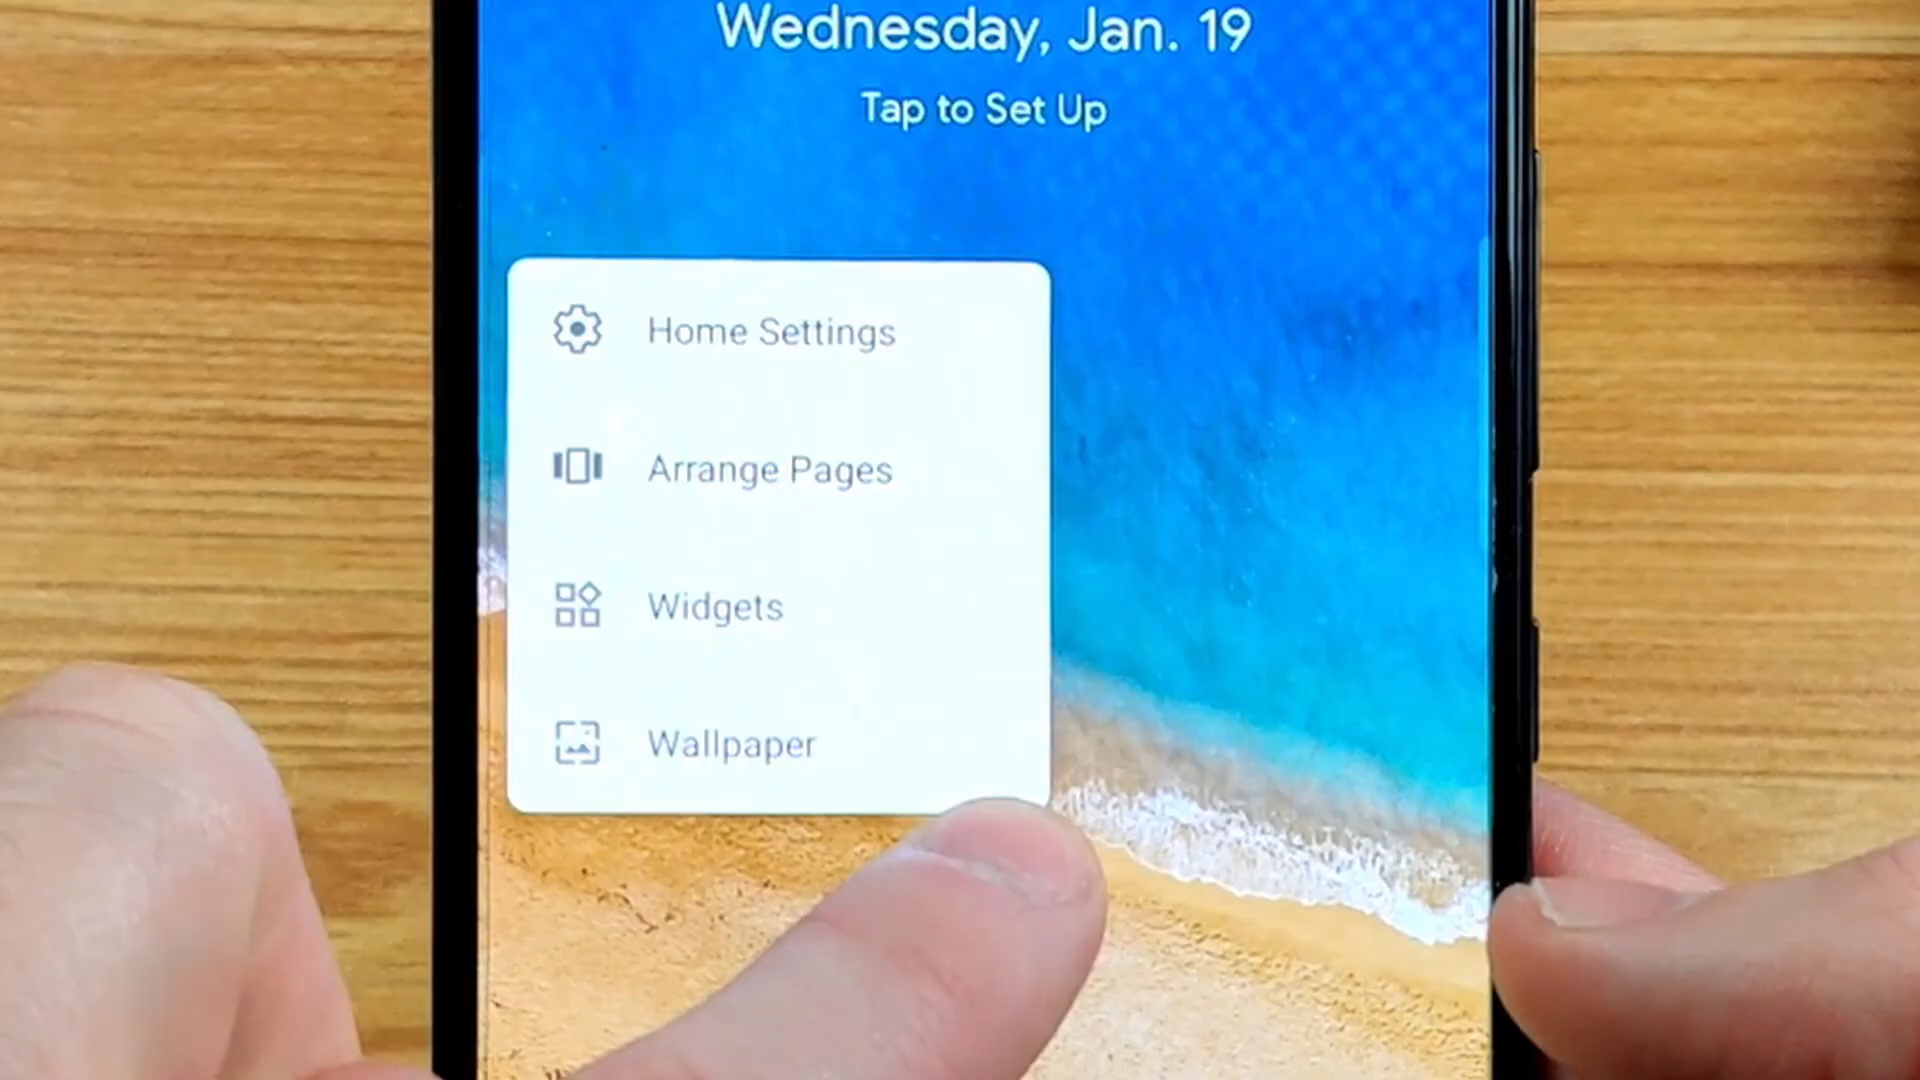 Wednesday, Jan. 19
Tap to Set Up
Home Settings
Arrange Pages
Widgets
Wallpaper